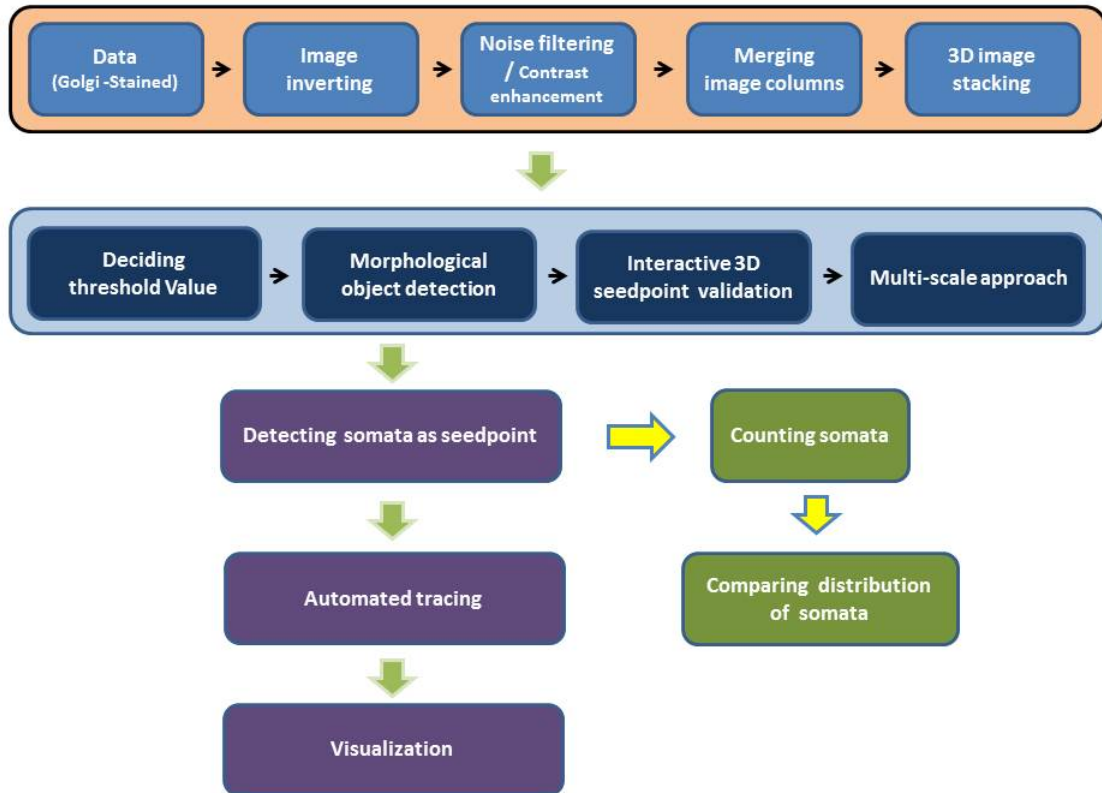 Data
(Golgi -Stained)
Image
inverting
Noise filtering
/ Contrast
enhancement
Merging
image columns
3D image
stacking
Deciding
threshold Value
Morphological
object detection
Interactive 3D
seedpoint validation
Multi-scale approach
Detecting somata as seedpoint
Counting somata
Automated tracing
Comparing distribution
of somata
Visualization